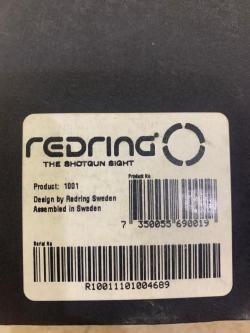 REDRING
THE SHOTGUN SIGHT
Product: 1001
Product No
Design by Redring Sweden
Assembled in Sweden
7 350055 690019
Serial No
R10011101004689